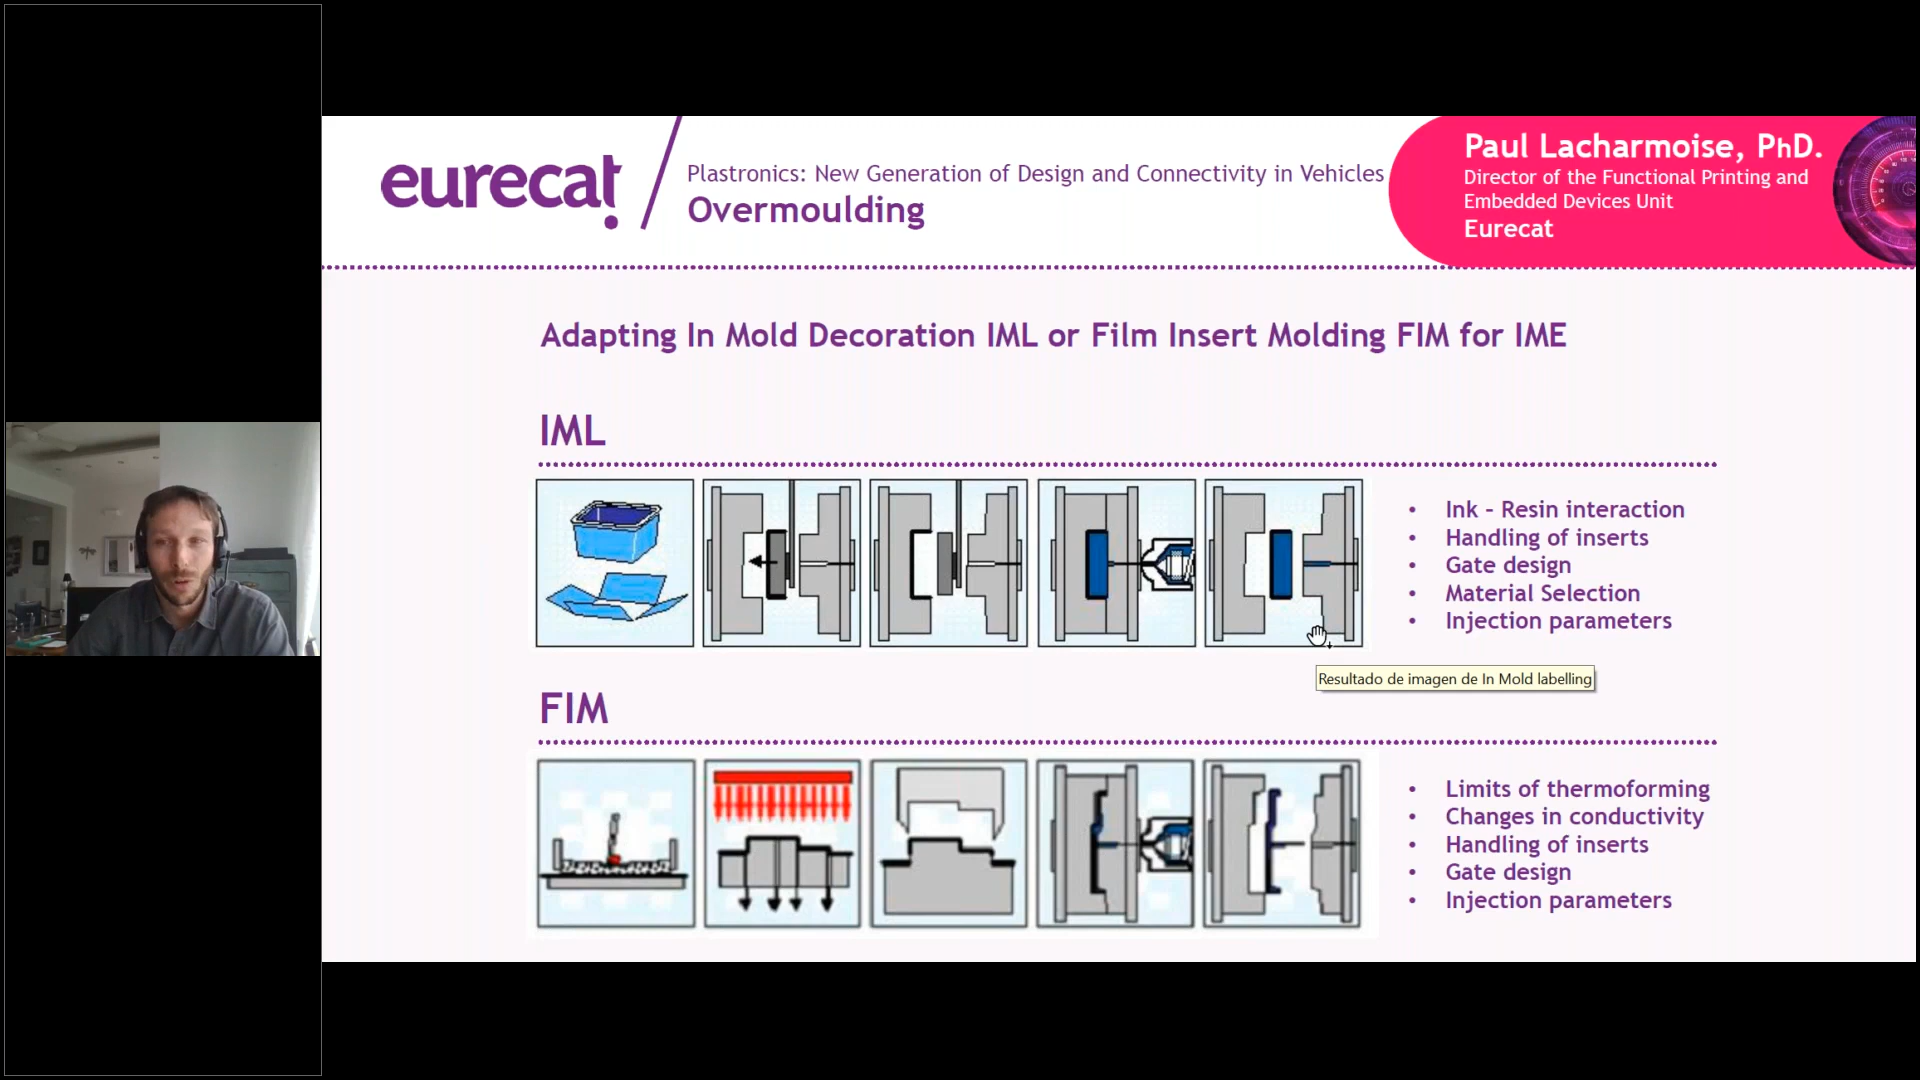 eurecat
Plastronics: New Generation of Design and Connectivity in Vehicles
Overmoulding
Paul Lacharmoise, PhD.
Director of the Functional Printing and
Embedded Devices Unit
Eurecat
Adapting In Mold Decoration IML or Film Insert Molding FIM for IME
IML
• Ink - Resin interaction
• Handling of inserts
• Gate design
• Material Selection
• Injection parameters
Resultado de imagen de In Mold labelling
FIM
• Limits of thermoforming
• Changes in conductivity
• Handling of inserts
• Gate design
• Injection parameters